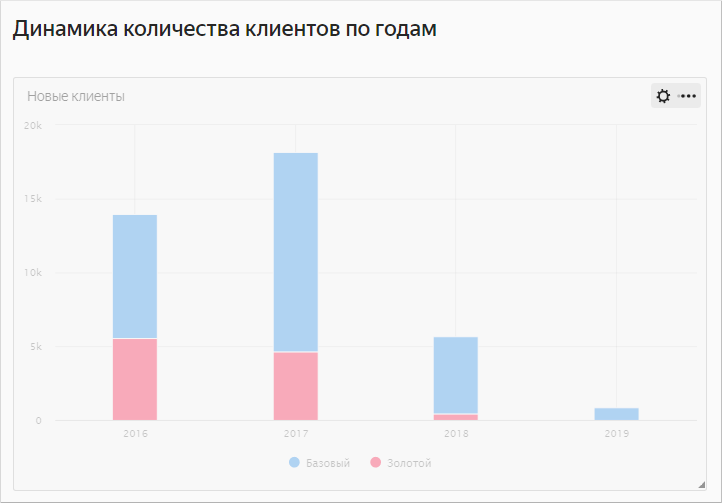 Динамика количества клиентов по годам
Новые клиенты
20k
15k
10k
5k
0
2016 2017 2018 2019
Базовый Золотой